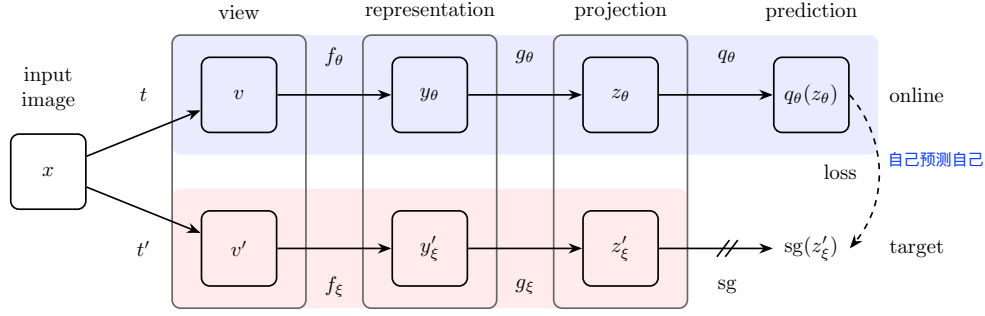 view
representation
projection
prediction
input
image
x
t
t′
v
f_θ
y_θ
g_θ
z_θ
q_θ
q_θ(z_θ)
online
自己预测自己
loss
v′
f_ξ
y′_ξ
g_ξ
z′_ξ
sg
sg(z′_ξ)
target